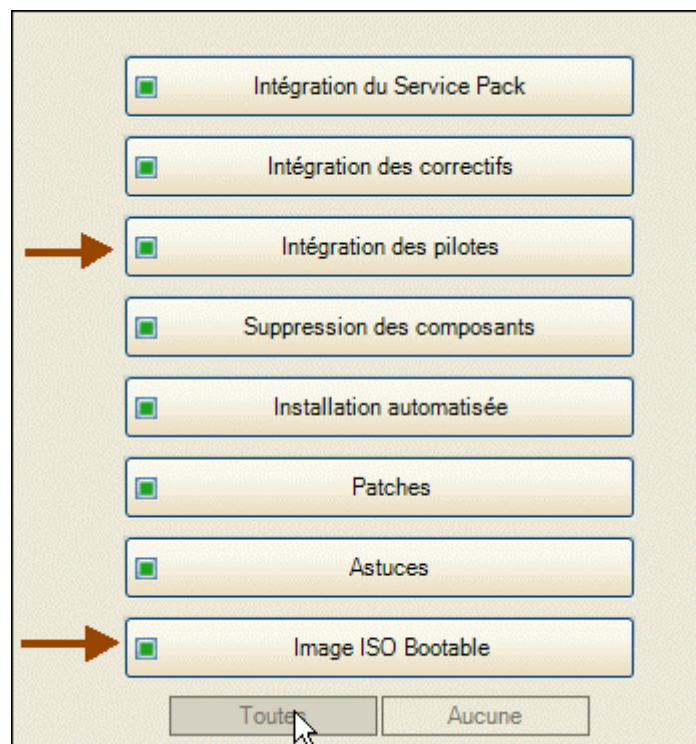 Intégration du Service Pack
Intégration des correctifs
Intégration des pilotes
Suppression des composants
Installation automatisée
Patches
Astuces
Image ISO Bootable
Toutes Aucune